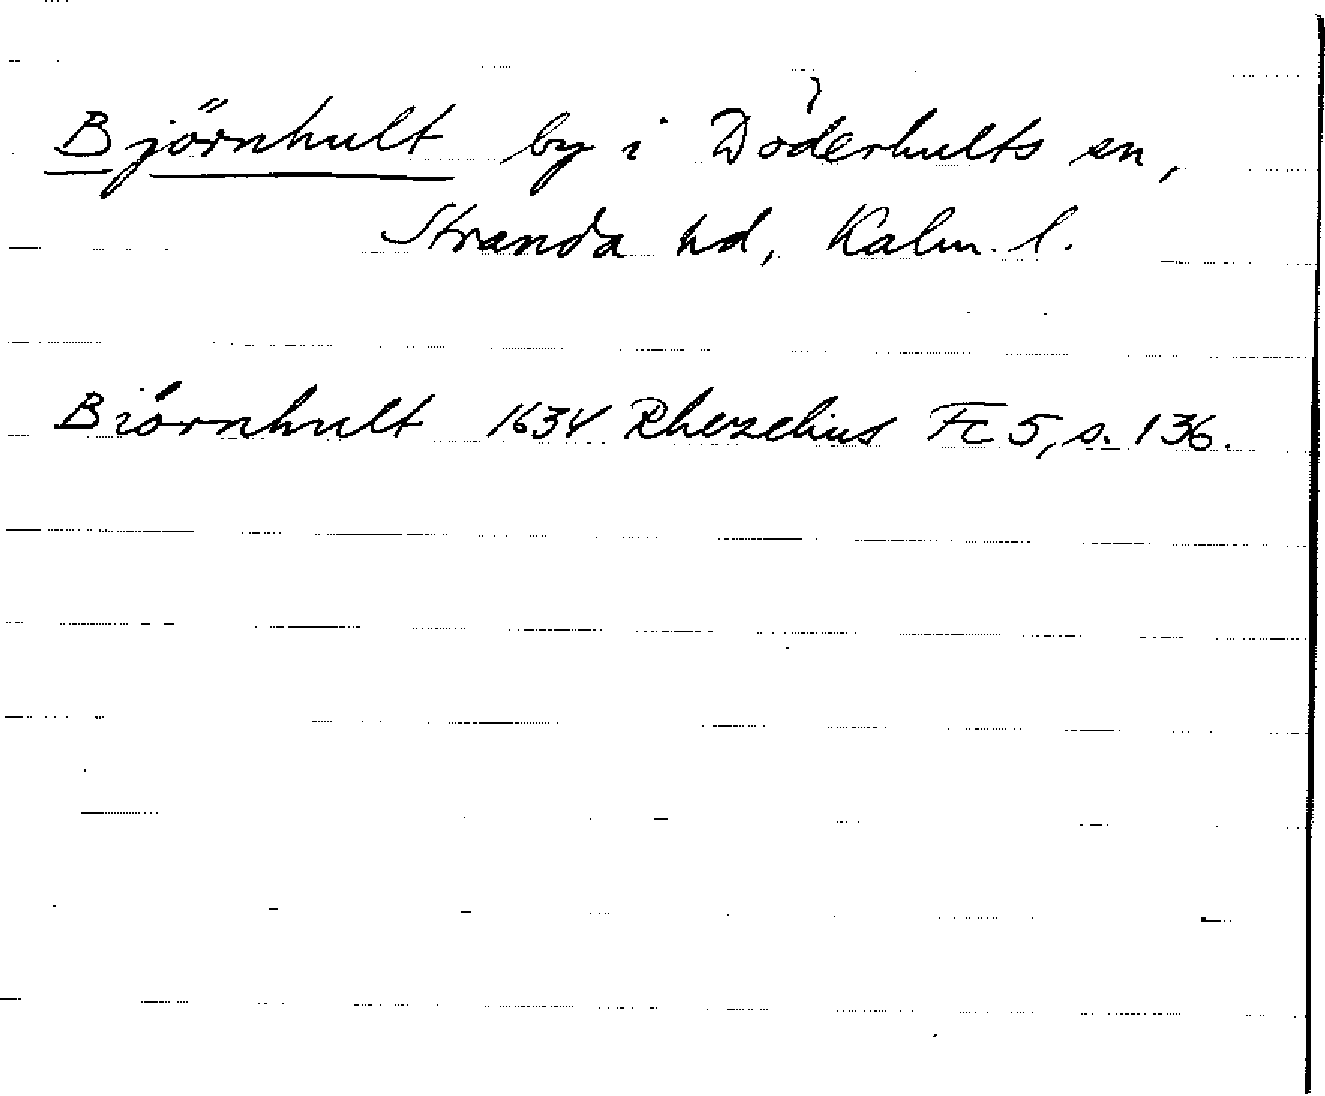 Björnhult by i Döderhults sn,
Stranda hd, Kalm. l.
Biörnhult 1634 Rhezelius Fc 5, s. 136.